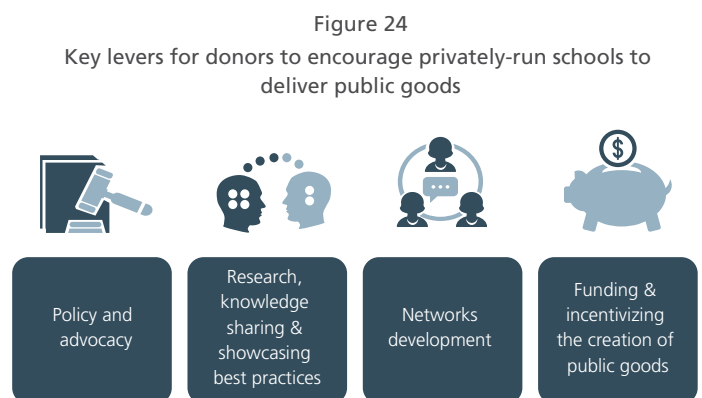 Figure 24
Key levers for donors to encourage privately-run schools to
deliver public goods
$
Policy and
advocacy
Research,
knowledge
sharing &
showcasing
best practices
Networks
development
Funding &
incentivizing
the creation of
public goods